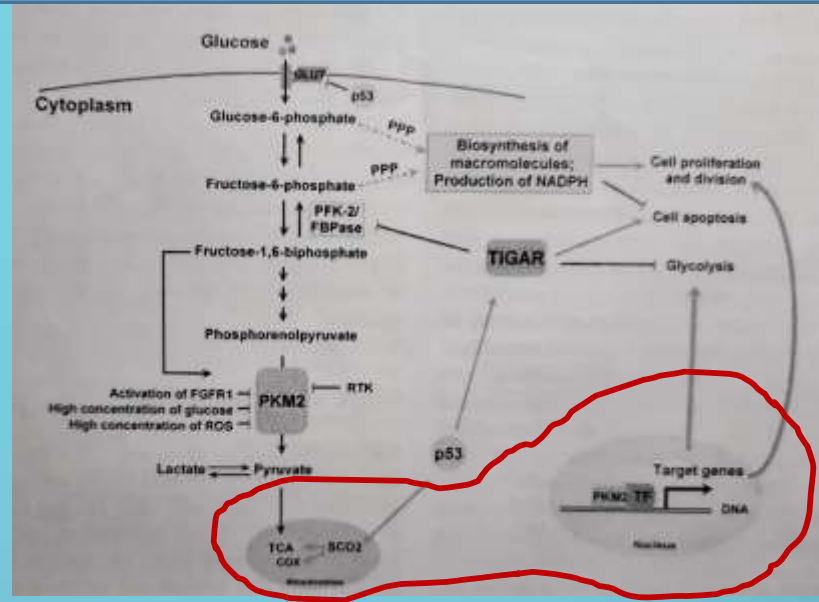 Glucose
GLUT
p53
Cytoplasm
Glucose-6-phosphate
PPP
Biosynthesis of
macromolecules;
Production of NADPH
Cell proliferation
and division
PPP
Fructose-6-phosphate
Cell apoptosis
PFK-2/
FBPase
Fructose-1,6-biphosphate
TIGAR
Glycolysis
Phosphorenolpyruvate
Activation of FGFR1
High concentration of glucose
High concentration of ROS
PKM2
RTK
p53
Lactate
Pyruvate
Target genes
PKM2
TF
DNA
TCA
COX
SCO2
Nucleus